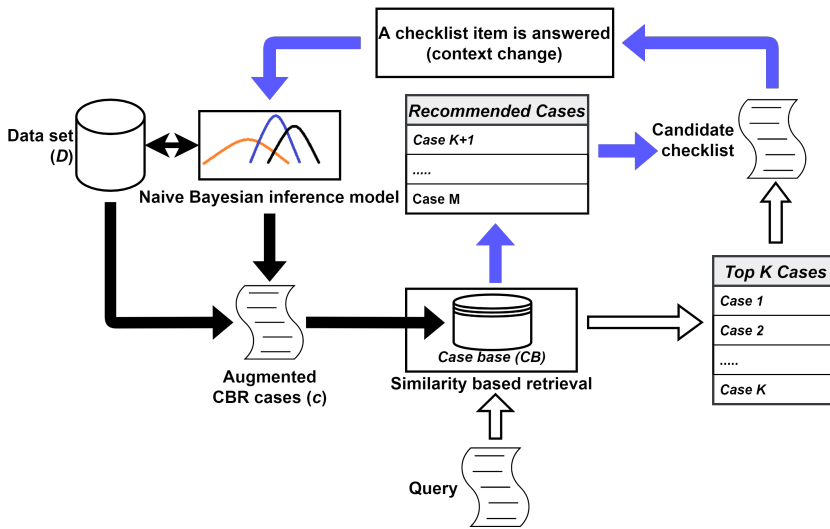 A checklist item is answered
(context change)
Data set
(D)
Naive Bayesian inference model
Recommended Cases
Case K+1
.....
Case M
Candidate
checklist
Top K Cases
Case 1
Case 2
.....
Case K
Augmented
CBR cases (c)
Case base (CB)
Similarity based retrieval
Query